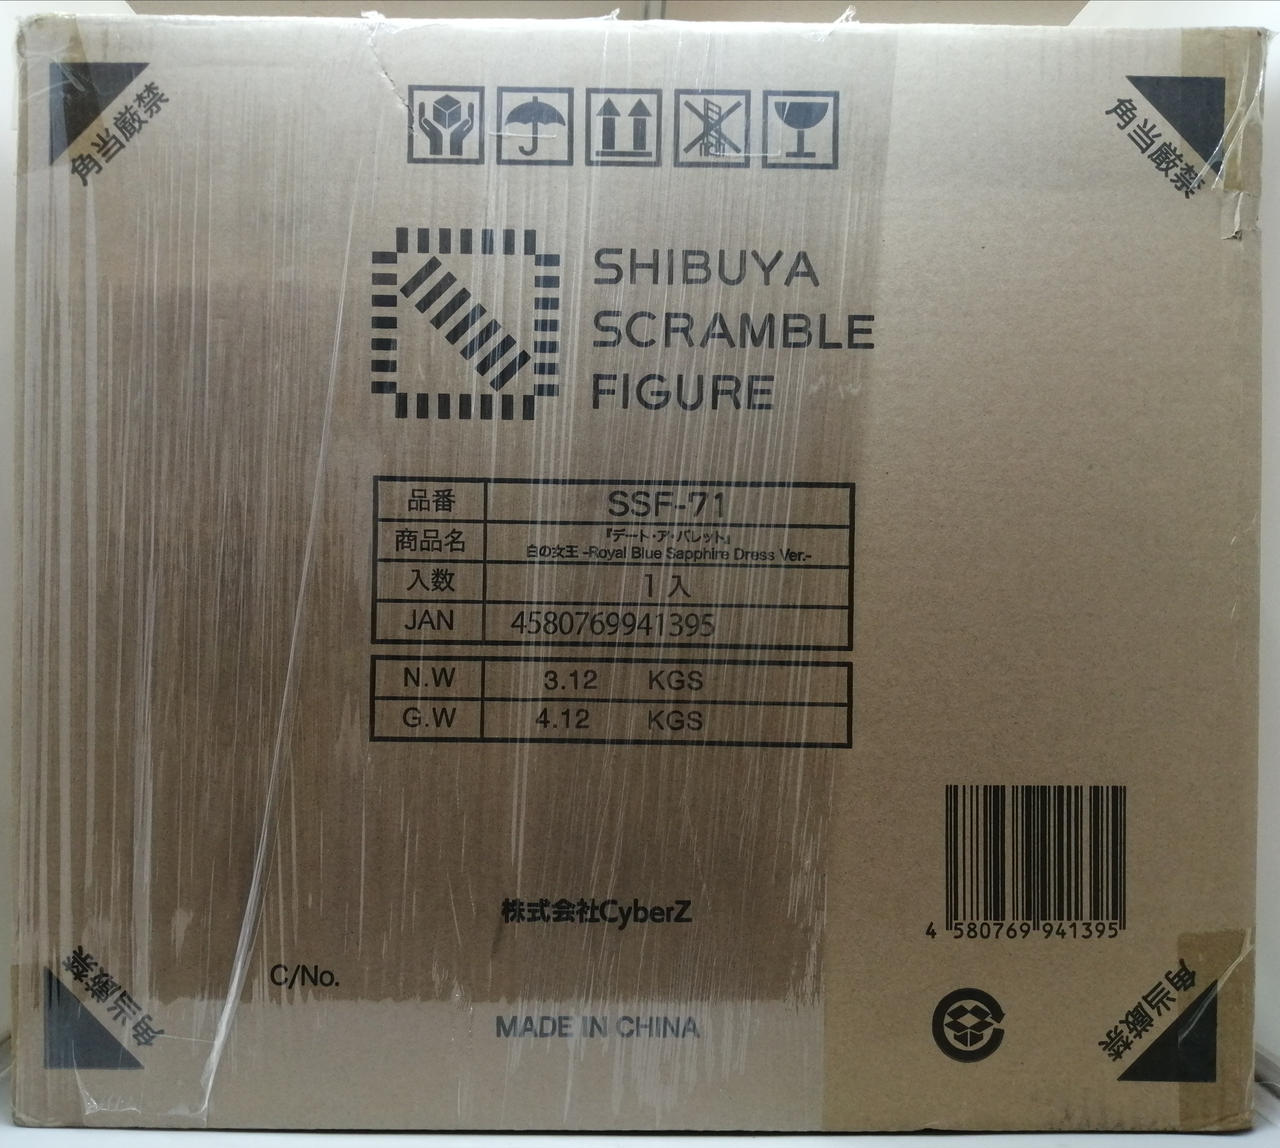 角当厳禁
角当厳禁
SHIBUYA
SCRAMBLE
FIGURE
品番 SSF-71
商品名 『デート・ア・バレット』
白の女王 -Royal Blue Sapphire Dress Ver.-
入数 1 入
JAN 4580769941395
N.W 3.12 KGS
G.W 4.12 KGS
4 580769 941395
株式会社CyberZ
C/No.
MADE IN CHINA
角当厳禁
角当厳禁